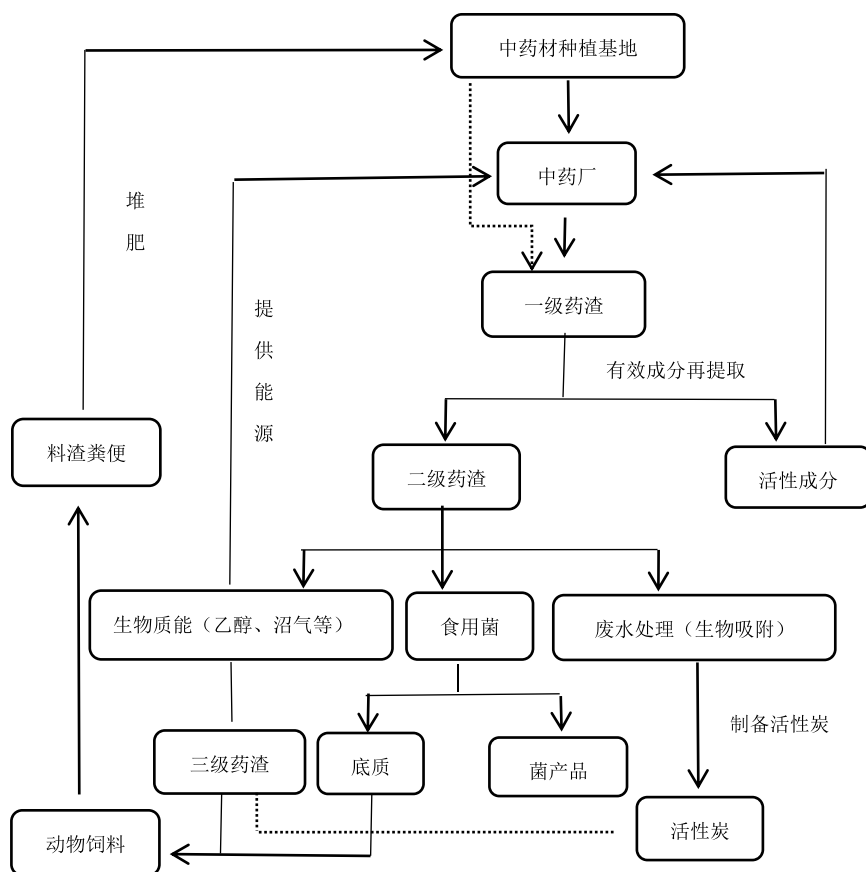 中药材种植基地
中药厂
堆
肥
一级药渣
提
供
能
源
有效成分再提取
料渣粪便
二级药渣
活性成分
生物质能（乙醇、沼气等）
食用菌
废水处理（生物吸附）
制备活性炭
三级药渣
底质
菌产品
活性炭
动物饲料